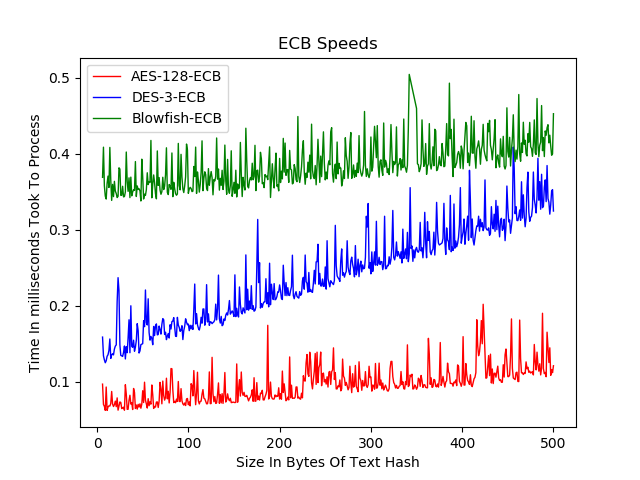 ECB Speeds
AES-128-ECB
DES-3-ECB
Blowfish-ECB
Time In milliseconds Took To Process
0.5
0.4
0.3
0.2
0.1
0 100 200 300 400 500
Size In Bytes Of Text Hash